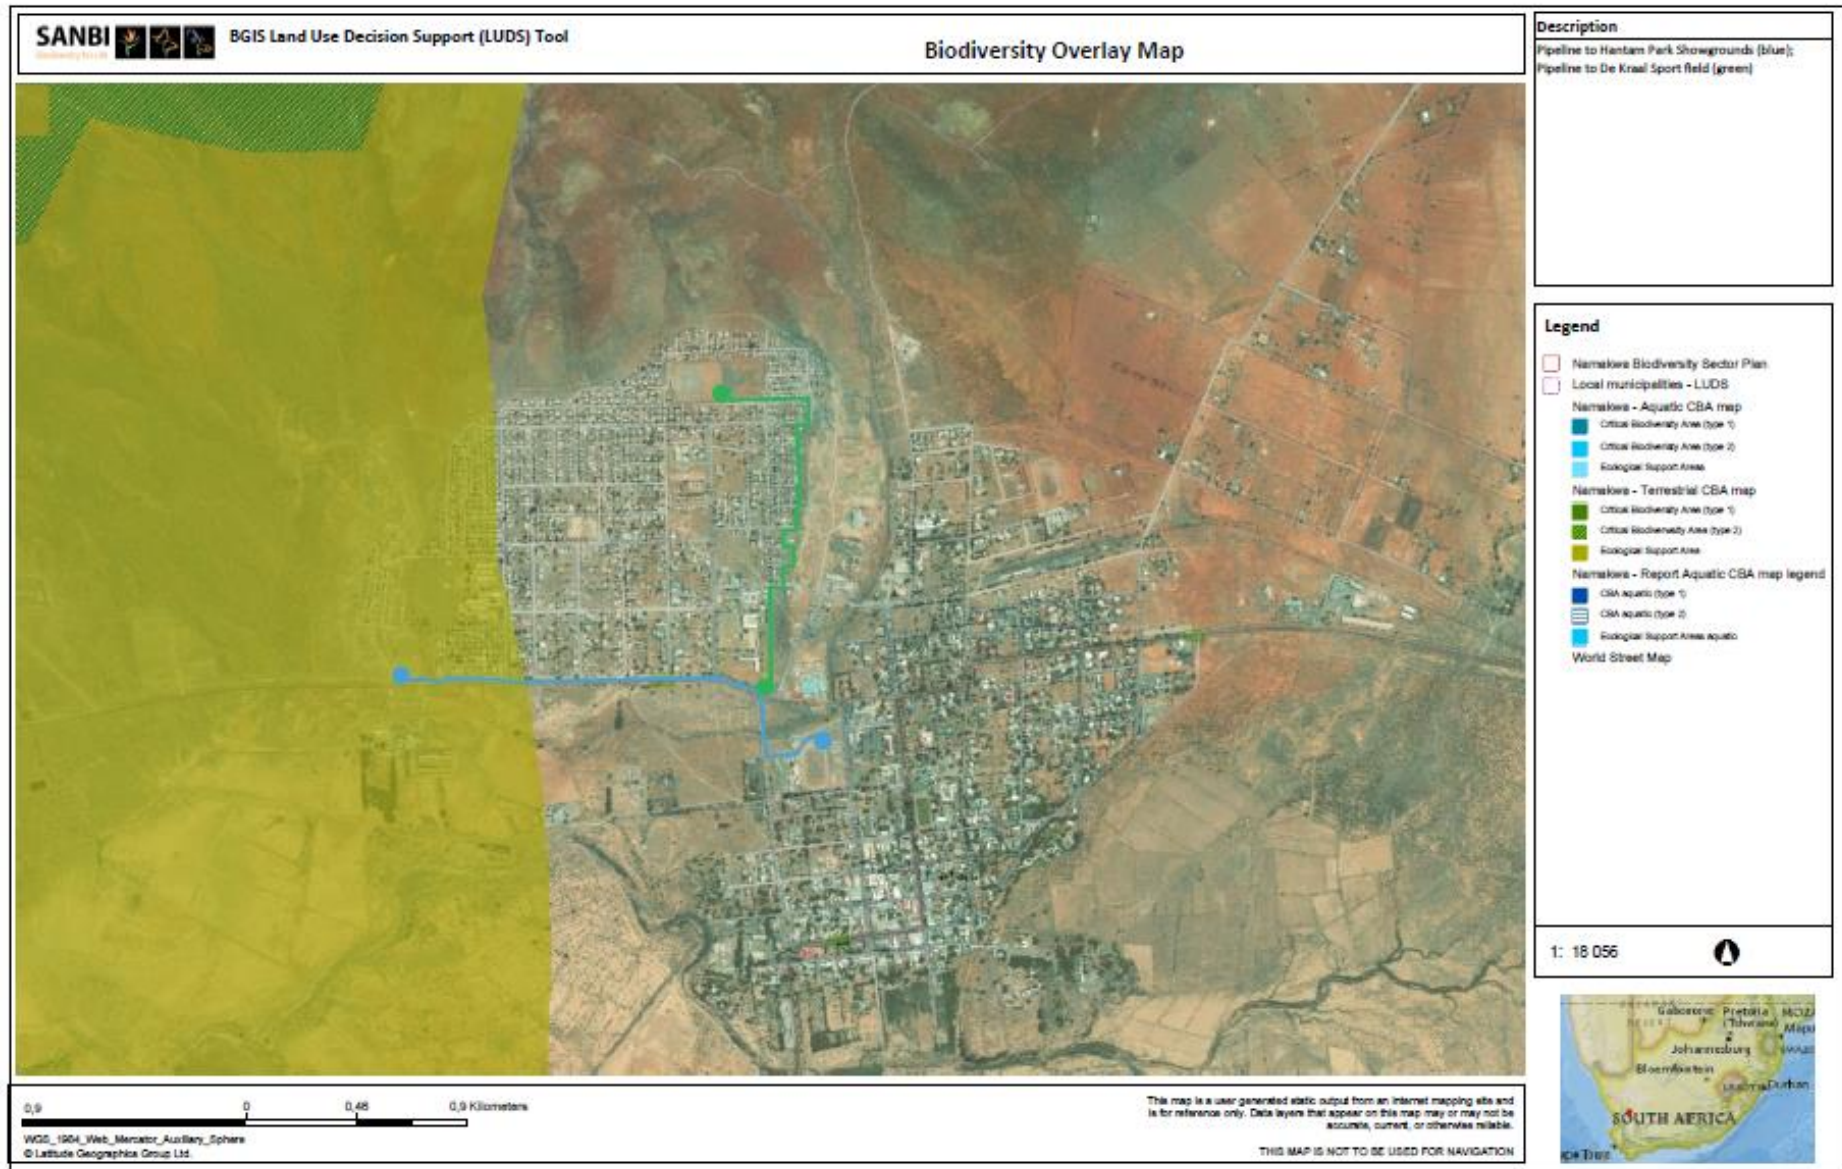 SANBI
BGIS Land Use Decision Support (LUDS) Tool
Biodiversity Overlay Map
Description
Pipeline to Hantam Park Showgrounds (blue);
Pipeline to De Kraal Sport field (green)
Legend
Namakwa Biodiversity Sector Plan
Local municipalities - LUDS
Namakwa - Aquatic CBA map
Critical Biodiversity Area (type 1)
Critical Biodiversity Area (type 2)
Ecological Support Areas
Namakwa - Terrestrial CBA map
Critical Biodiversity Area (type 1)
Critical Biodiversity Area (type 2)
Ecological Support Area
Namakwa - Report Aquatic CBA map legend
CBA aquatic (type 1)
CBA aquatic (type 2)
Ecological Support Areas aquatic
World Street Map
1: 18 056
Gaborone
Pretoria
(Tshwane)
Johannesburg
Bloemfontein
Durban
SOUTH AFRICA
0,9
0
0,46
0,9 Kilometers
WGS_1984_Web_Mercator_Auxiliary_Sphere
© Latitude Geographics Group Ltd.
This map is a user generated static output from an Internet mapping site and
is for reference only. Data layers that appear on this map may or may not be
accurate, current, or otherwise reliable.
THIS MAP IS NOT TO BE USED FOR NAVIGATION